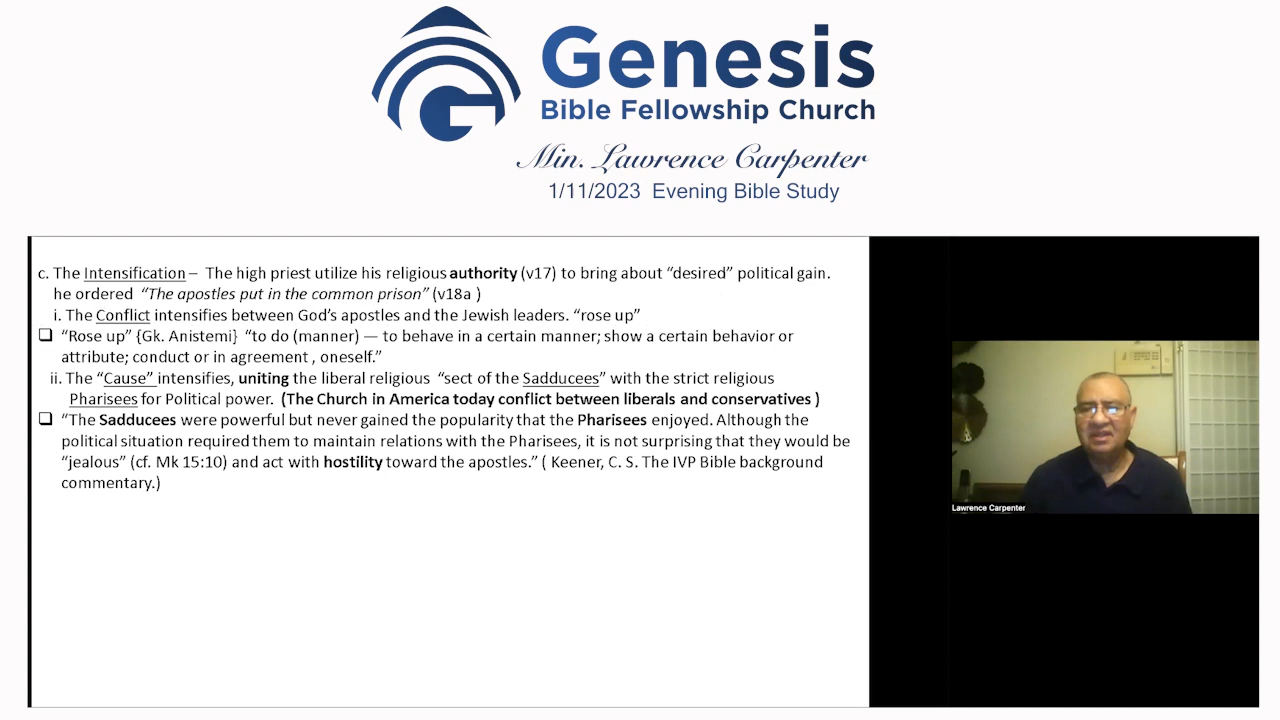 Genesis
Bible Fellowship Church
Min. Lawrence Carpenter
1/11/2023 Evening Bible Study
c. The Intensification – The high priest utilize his religious authority (v17) to bring about “desired” political gain.
he ordered “The apostles put in the common prison” (v18a )
i. The Conflict intensifies between God’s apostles and the Jewish leaders. “rose up”
❑ “Rose up” {Gk. Anistemi} “to do (manner) — to behave in a certain manner; show a certain behavior or
attribute; conduct or in agreement , oneself.”
ii. The “Cause” intensifies, uniting the liberal religious “sect of the Sadducees” with the strict religious
Pharisees for Political power. (The Church in America today conflict between liberals and conservatives )
❑ “The Sadducees were powerful but never gained the popularity that the Pharisees enjoyed. Although the
political situation required them to maintain relations with the Pharisees, it is not surprising that they would be
“jealous” (cf. Mk 15:10) and act with hostility toward the apostles.” ( Keener, C. S. The IVP Bible background
commentary.)
Lawrence Carpenter